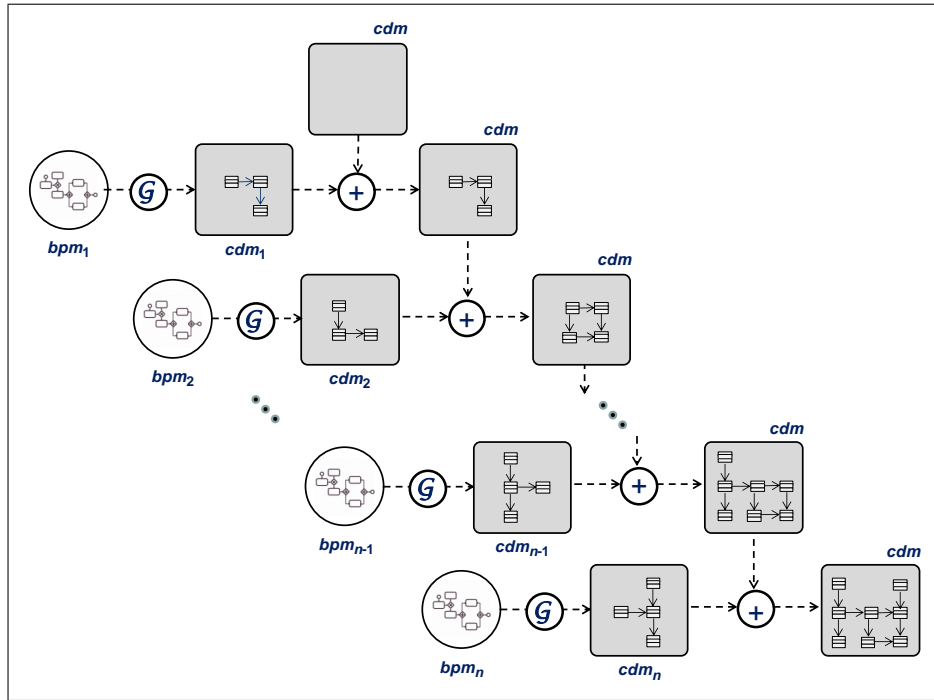 cdm
cdm
G
+
bpm₁
cdm₁
cdm
G
+
bpm₂
cdm₂
cdm
G
+
bpmₙ₋₁
cdmₙ₋₁
cdm
G
+
bpmₙ
cdmₙ